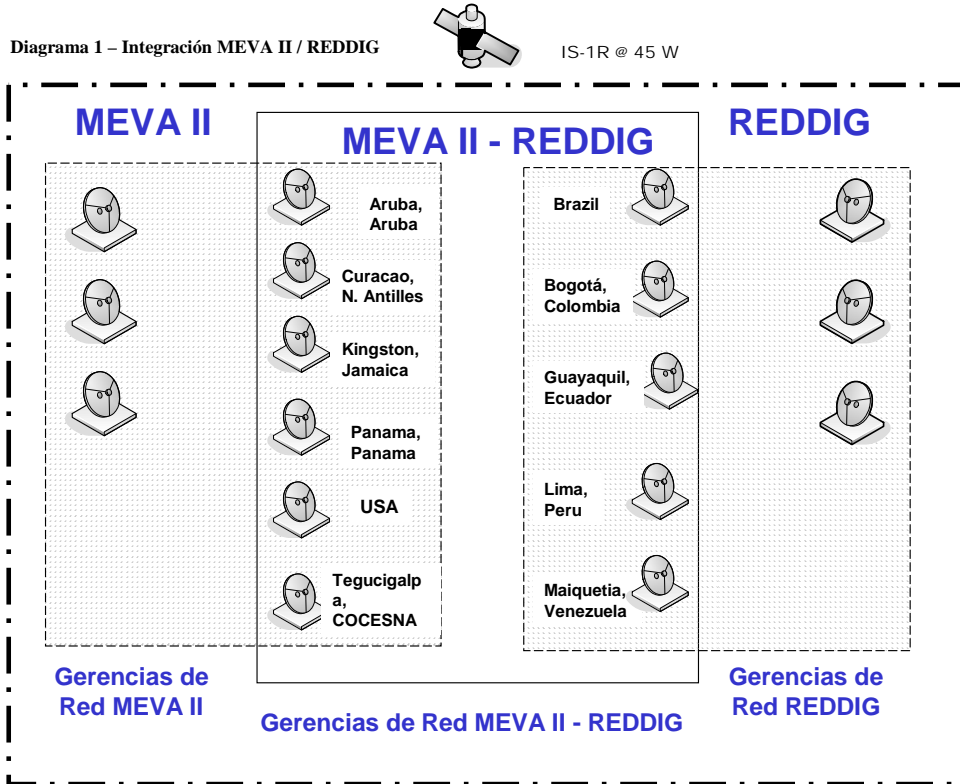 Diagrama 1 – Integración MEVA II / REDDIG
IS-1R @ 45 W
MEVA II
MEVA II - REDDIG
REDDIG
Aruba,
Aruba
Curacao,
N. Antilles
Kingston,
Jamaica
Panama,
Panama
USA
Tegucigalp
a,
COCESNA
Brazil
Bogotá,
Colombia
Guayaquil,
Ecuador
Lima,
Peru
Maiquetia,
Venezuela
Gerencias de
Red MEVA II
Gerencias de Red MEVA II - REDDIG
Gerencias de
Red REDDIG